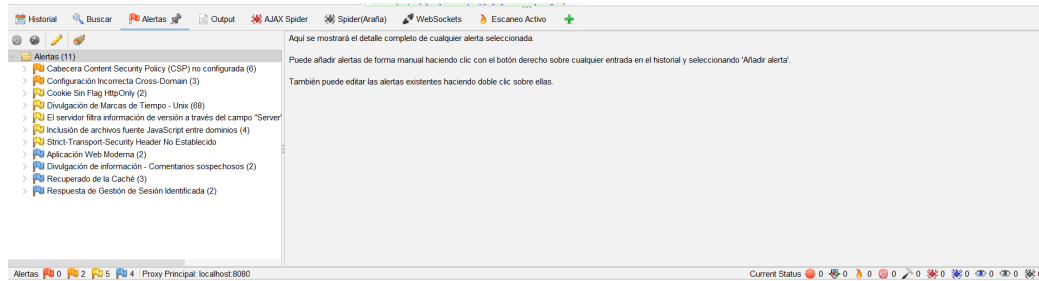 Historial Buscar Alertas Output AJAX Spider Spider(Araña) WebSockets Escaneo Activo
Alertas (11)
Cabecera Content Security Policy (CSP) no configurada (6)
Configuración Incorrecta Cross-Domain (3)
Cookie Sin Flag HttpOnly (2)
Divulgación de Marcas de Tiempo - Unix (68)
El servidor filtra información de versión a través del campo "Server"
Inclusión de archivos fuente JavaScript entre dominios (4)
Strict-Transport-Security Header No Establecido
Aplicación Web Moderna (2)
Divulgación de información - Comentarios sospechosos (2)
Recuperado de la Caché (3)
Respuesta de Gestión de Sesión Identificada (2)
Aquí se mostrará el detalle completo de cualquier alerta seleccionada.
Puede añadir alertas de forma manual haciendo clic con el botón derecho sobre cualquier entrada en el historial y seleccionando 'Añadir alerta'.
También puede editar las alertas existentes haciendo doble clic sobre ellas.
Alertas 0 2 5 4 Proxy Principal: localhost:8080 Current Status 0 0 0 0 0 0 0 0 0